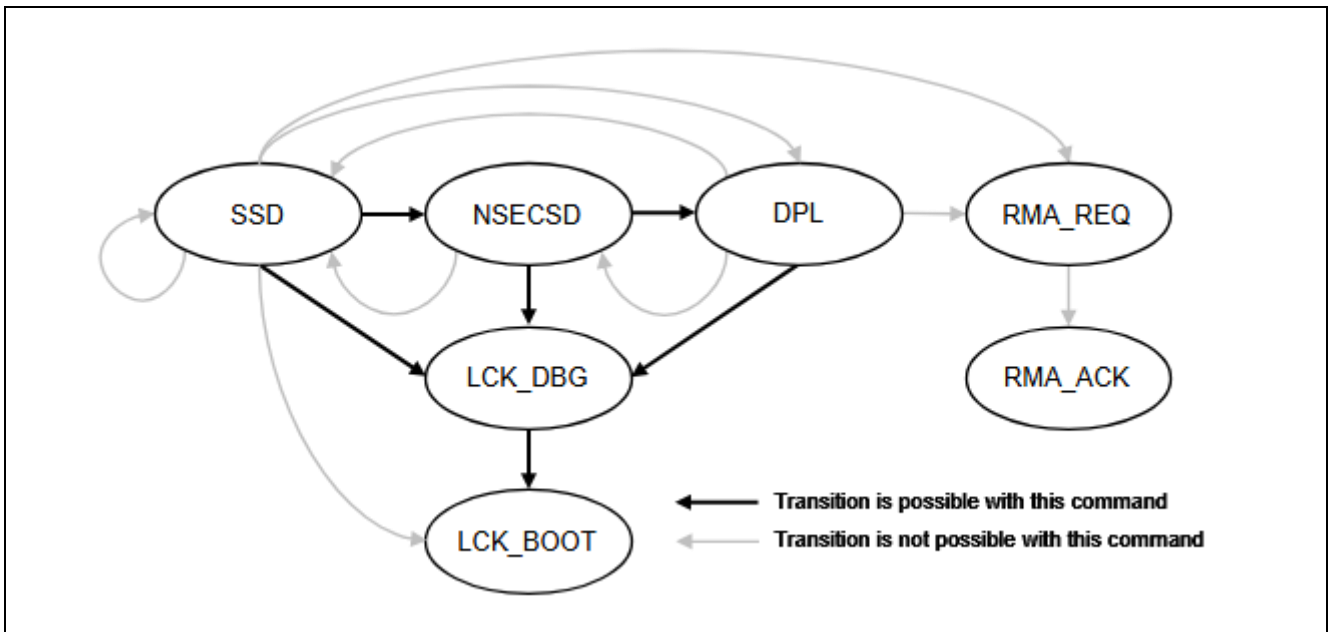 SSD
NSECSD
DPL
RMA_REQ
LCK_DBG
RMA_ACK
LCK_BOOT
Transition is possible with this command
Transition is not possible with this command